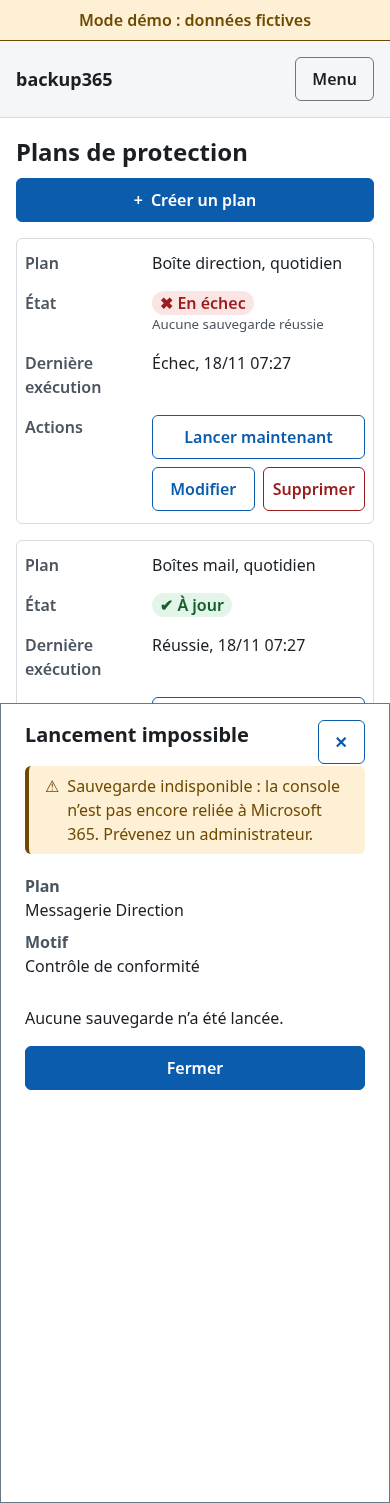 Mode démo : données fictives
backup365
Menu
Plans de protection
+ Créer un plan
Plan
Boîte direction, quotidien
État
✖ En échec
Aucune sauvegarde réussie
Dernière
exécution
Échec, 18/11 07:27
Actions
Lancer maintenant
Modifier
Supprimer
Plan
Boîtes mail, quotidien
État
✔ À jour
Dernière
exécution
Réussie, 18/11 07:27
Lancement impossible
✕
⚠ Sauvegarde indisponible : la console
n’est pas encore reliée à Microsoft
365. Prévenez un administrateur.
Plan
Messagerie Direction
Motif
Contrôle de conformité
Aucune sauvegarde n’a été lancée.
Fermer